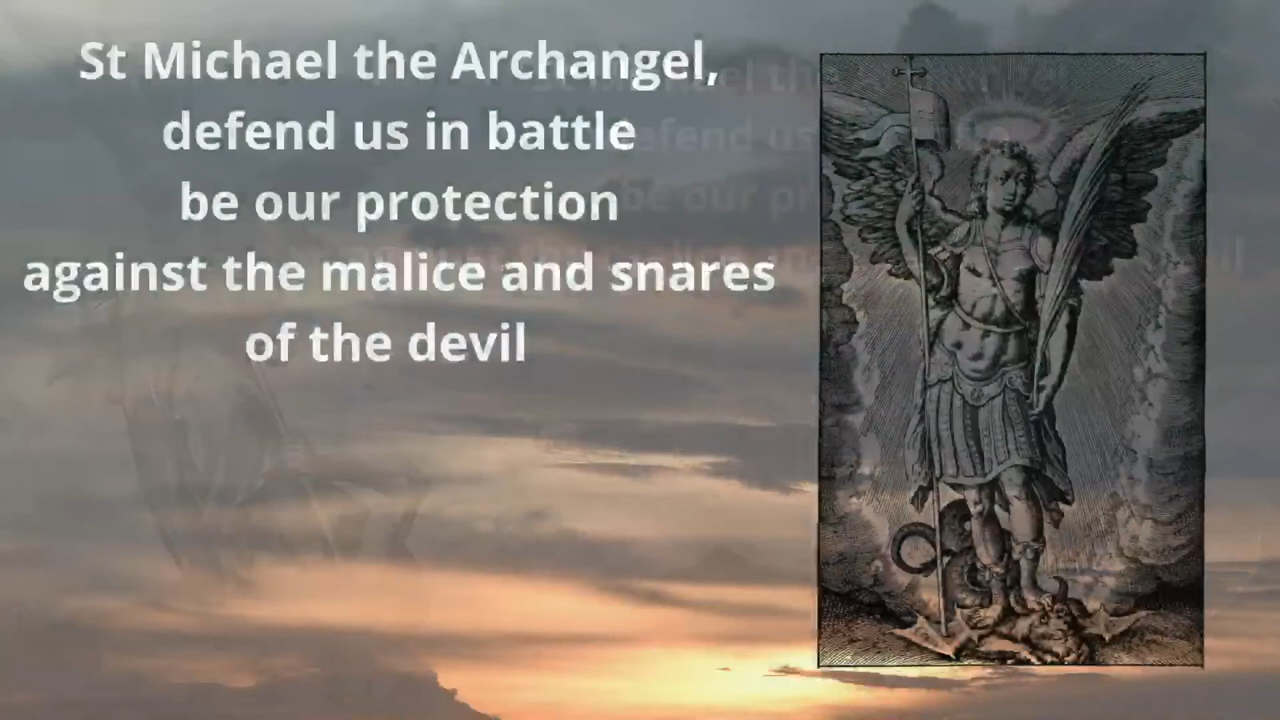 St Michael the Archangel,
defend us in battle
be our protection
against the malice and snares
of the devil